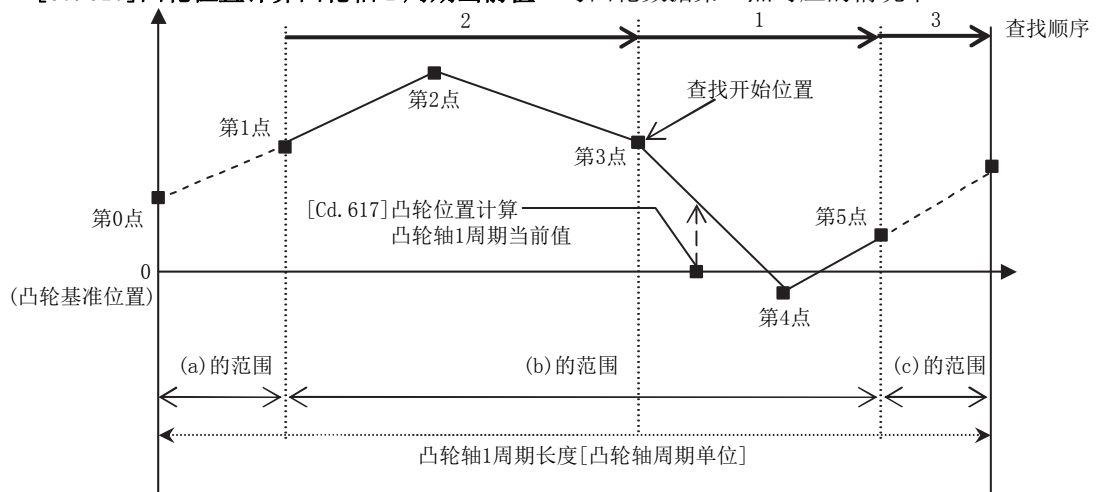 2
1
3
查找顺序
第2点
查找开始位置
第1点
第3点
第0点
[Cd.617]凸轮位置计算
凸轮轴1周期当前值
第5点
0
(凸轮基准位置)
第4点
(a)的范围
(b)的范围
(c)的范围
凸轮轴1周期长度[凸轮轴周期单位]